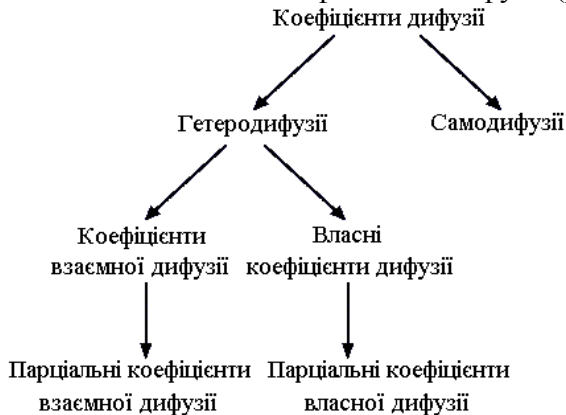 Коефіцієнти дифузії
Гетеродифузії Самодифузії
Коефіцієнти Власні
взаємної дифузії коефіцієнти дифузії
Парціальні коефіцієнти Парціальні коефіцієнти
взаємної дифузії власної дифузії